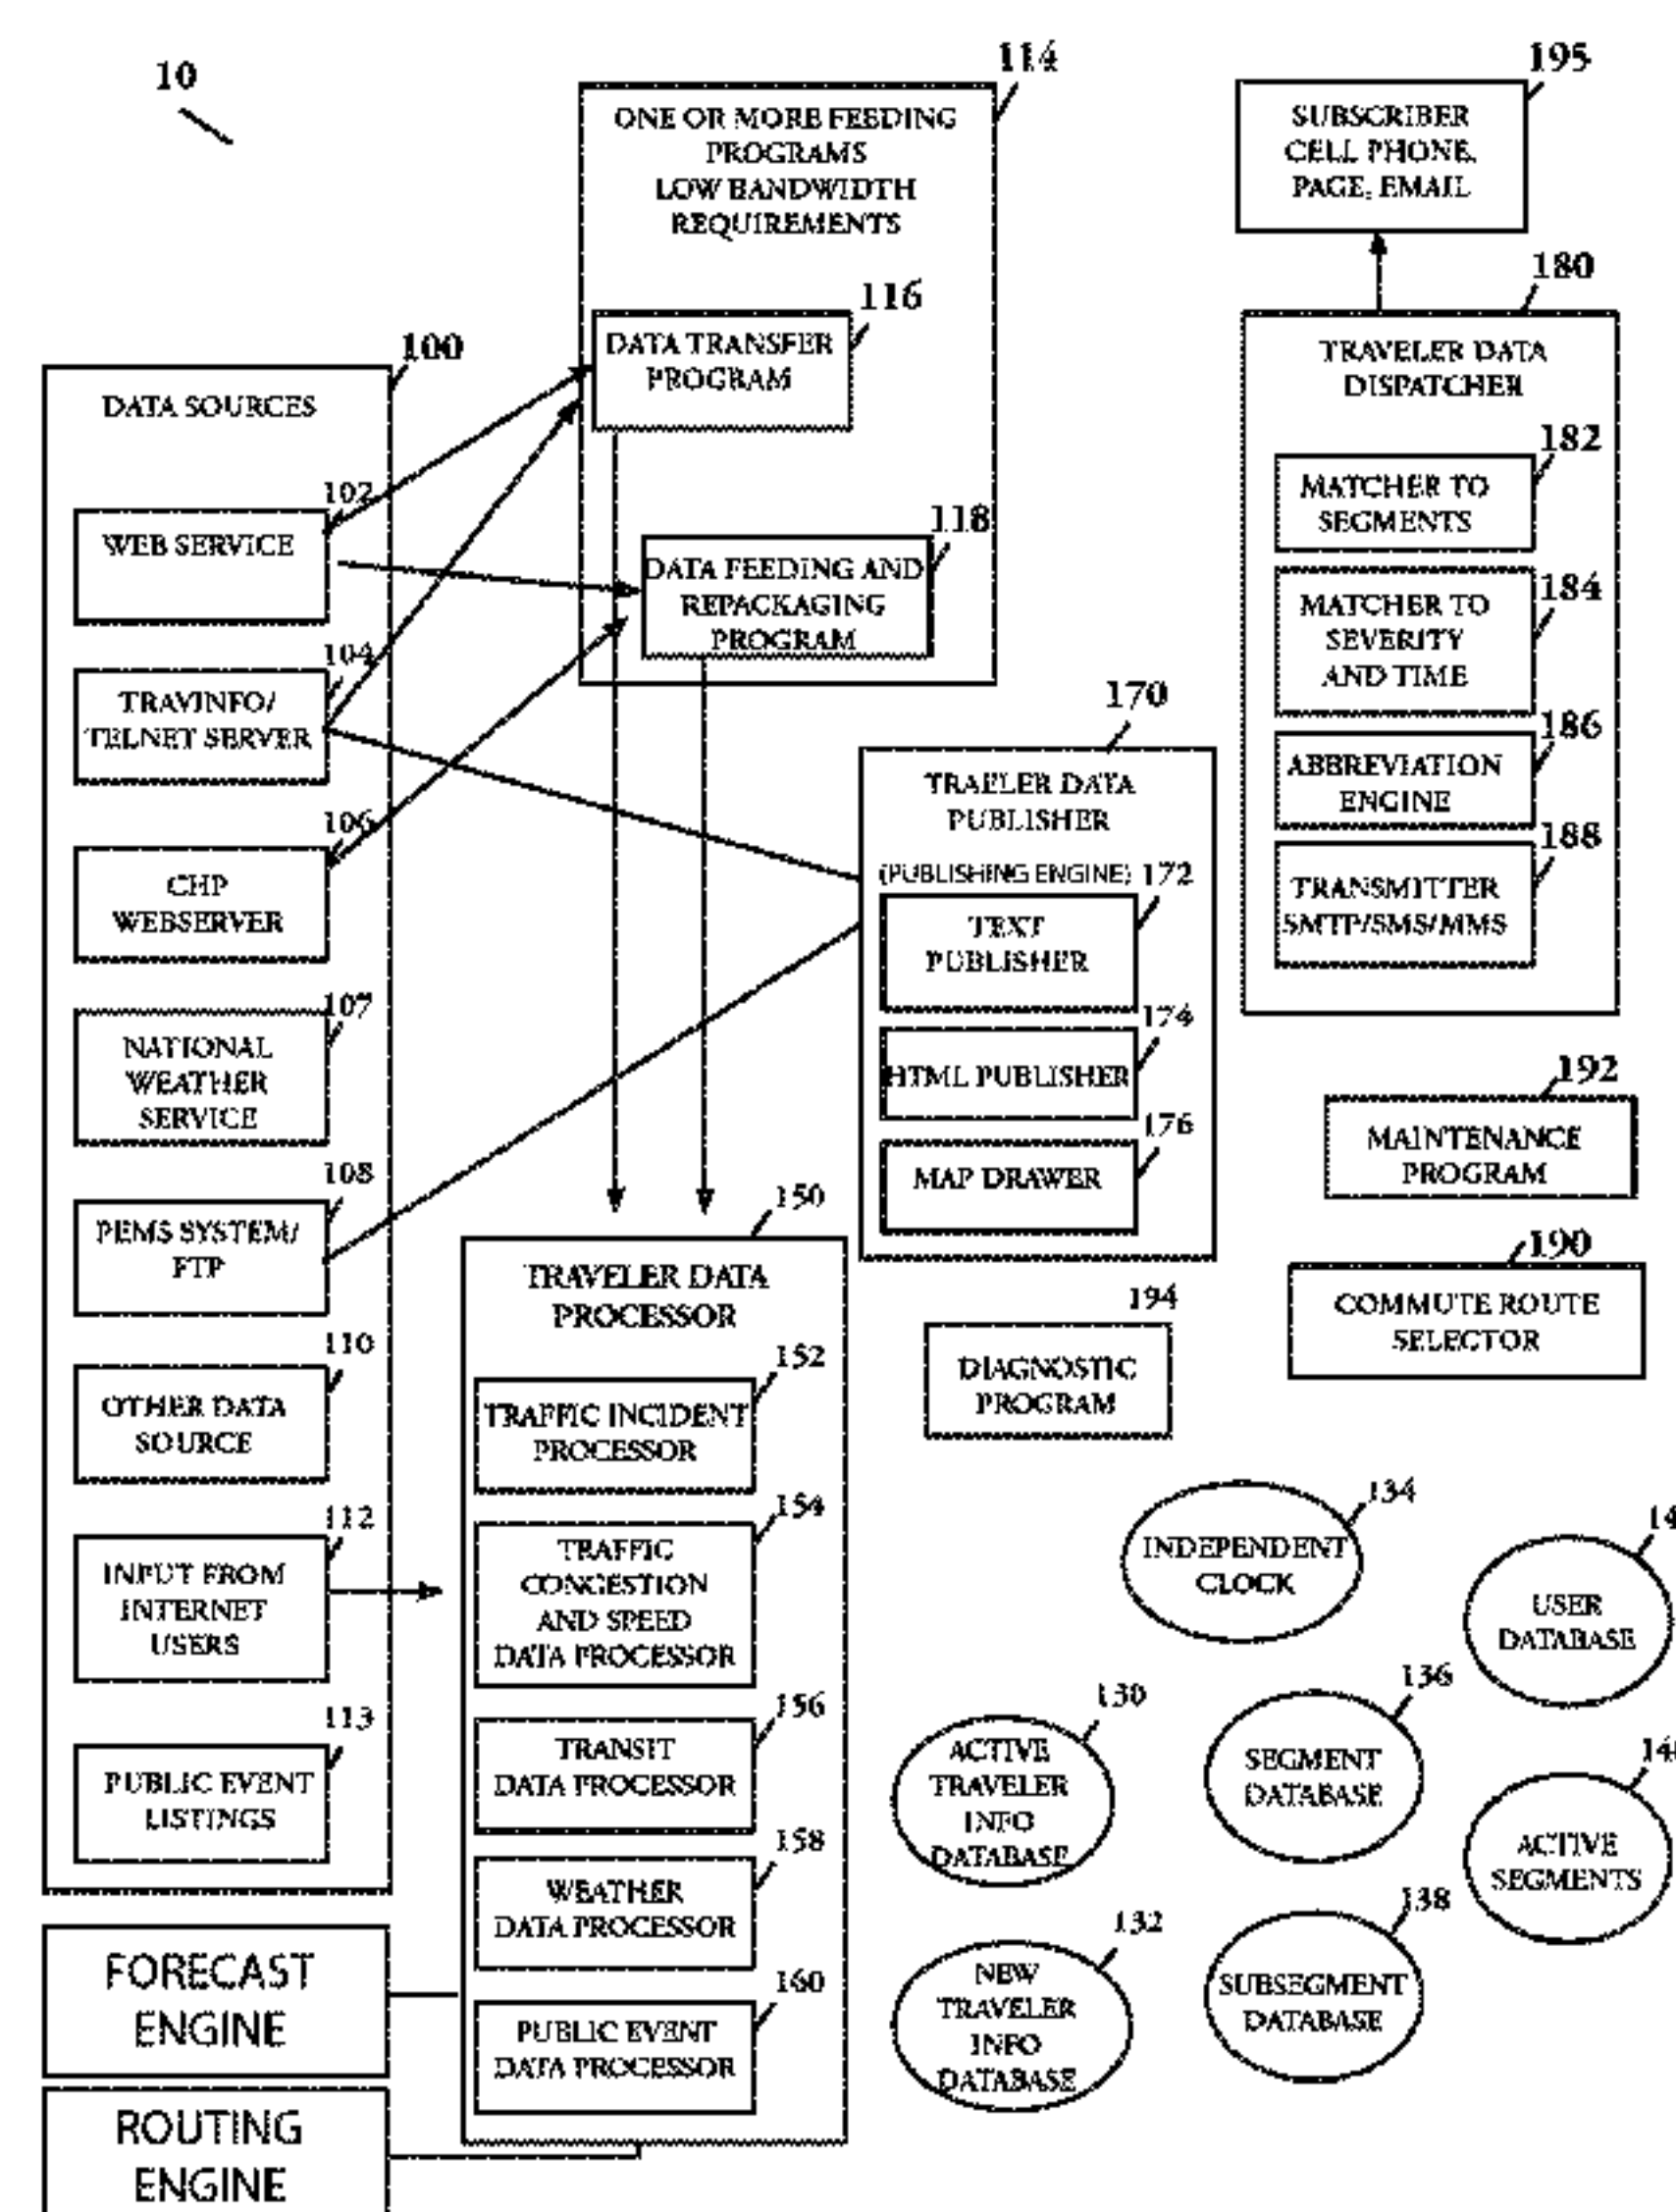 10
114
ONE OR MORE FEEDING
PROGRAMS
LOW BANDWIDTH
REQUIREMENTS
116
DATA TRANSFER
PROGRAM
118
DATA FEEDING AND
REPACKAGING
PROGRAM
195
SUBSCRIBER
CELL PHONE,
PAGE, EMAIL
180
TRAVELER DATA
DISPATCHER
182
MATCHER TO
SEGMENTS
184
MATCHER TO
SEVERITY
AND TIME
186
ABBREVIATION
ENGINE
188
TRANSMITTER
SMTP/SMS/MMS
100
DATA SOURCES
102
WEB SERVICE
104
TRAVINFO/
TELNET SERVER
106
CHP
WEBSERVER
107
NATIONAL
WEATHER
SERVICE
108
PEMS SYSTEM/
FTP
110
OTHER DATA
SOURCE
112
INPUT FROM
INTERNET
USERS
113
PUBLIC EVENT
LISTINGS
170
TRAELER DATA
PUBLISHER
(PUBLISHING ENGINE)
172
TEXT
PUBLISHER
174
HTML PUBLISHER
176
MAP DRAWER
192
MAINTENANCE
PROGRAM
190
COMMUTE ROUTE
SELECTOR
194
DIAGNOSTIC
PROGRAM
150
TRAVELER DATA
PROCESSOR
152
TRAFFIC INCIDENT
PROCESSOR
154
TRAFFIC
CONGESTION
AND SPEED
DATA PROCESSOR
156
TRANSIT
DATA PROCESSOR
158
WEATHER
DATA PROCESSOR
160
PUBLIC EVENT
DATA PROCESSOR
134
INDEPENDENT
CLOCK
USER
DATABASE
130
ACTIVE
TRAVELER
INFO
DATABASE
136
SEGMENT
DATABASE
ACTIVE
SEGMENTS
132
NEW
TRAVELER
INFO
DATABASE
138
SUBSEGMENT
DATABASE
FORECAST
ENGINE
ROUTING
ENGINE